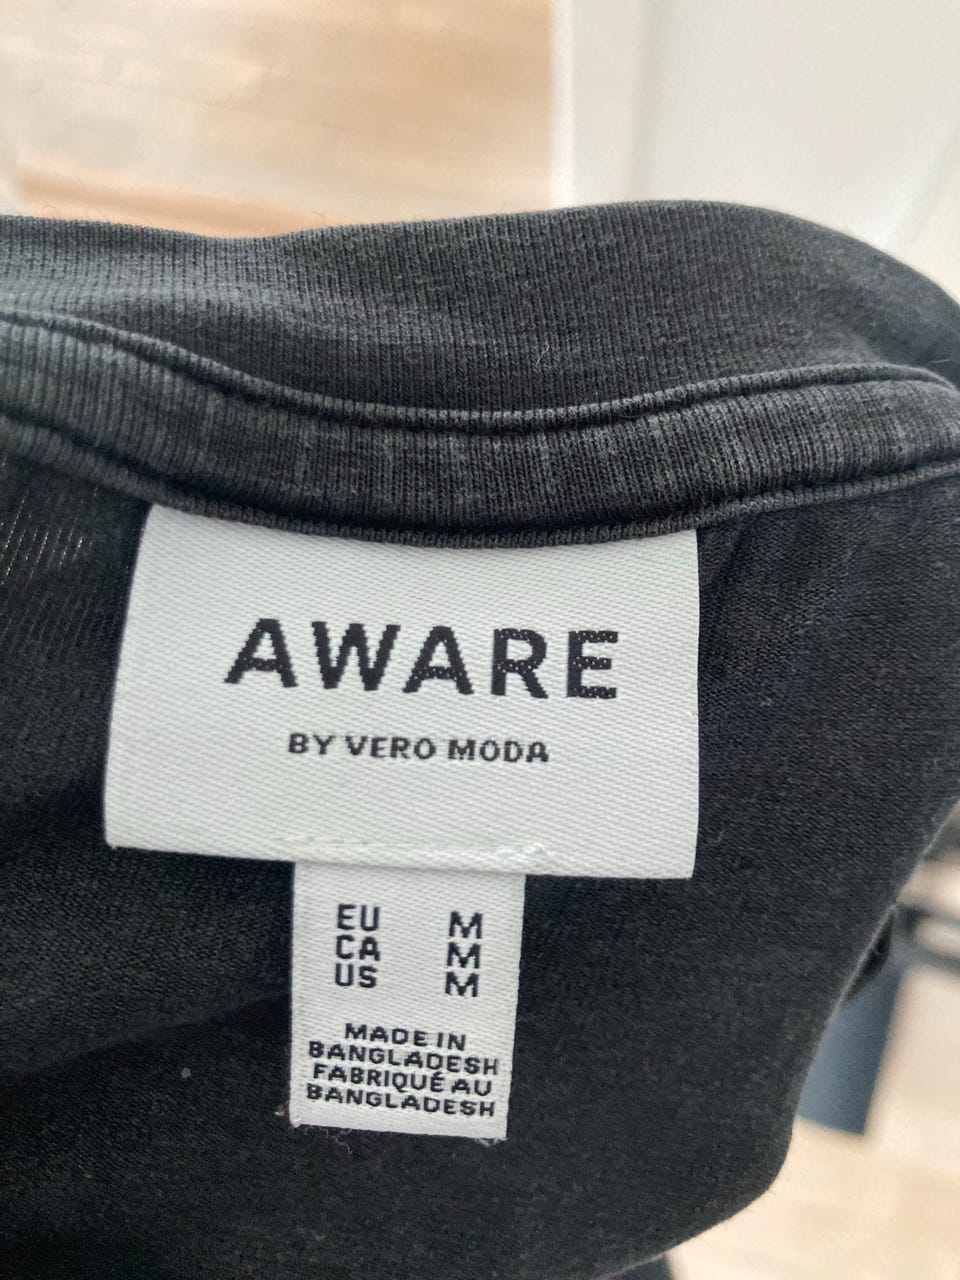 AWARE
BY VERO MODA
EU M
CA M
US M
MADE IN
BANGLADESH
FABRIQUÉ AU
BANGLADESH